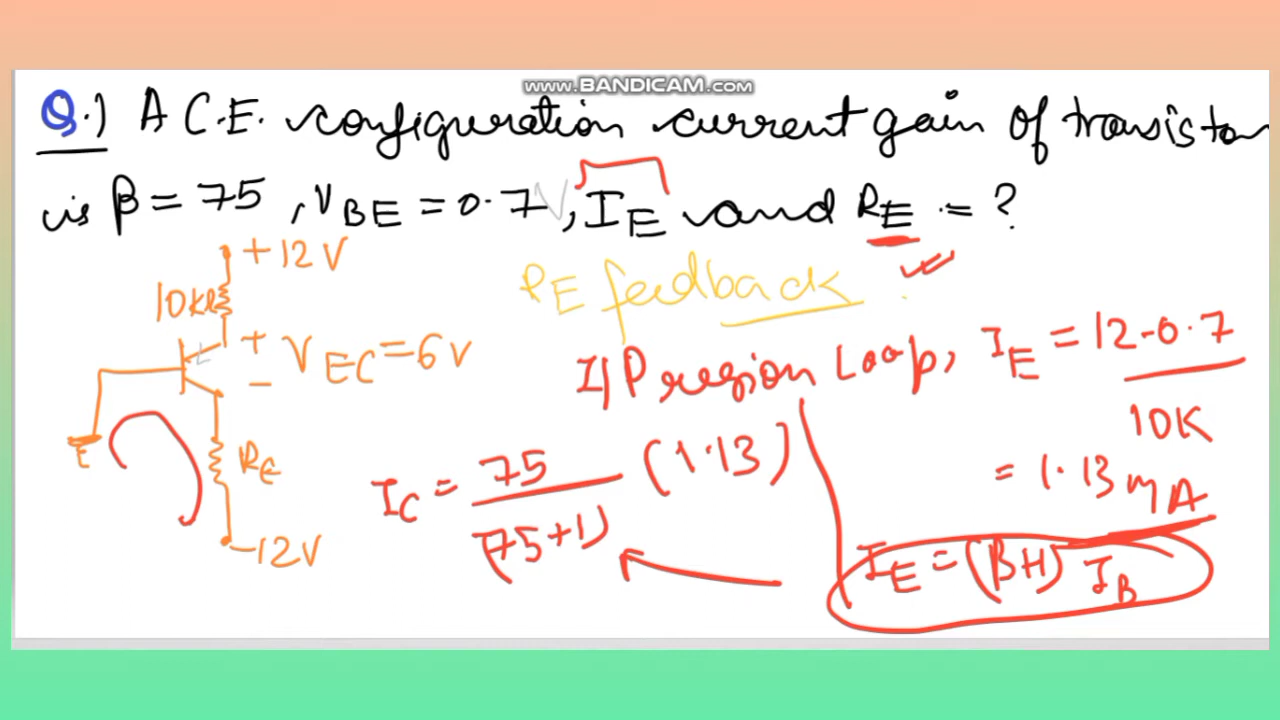 www.BANDICAM.com
Q.1) A C.E. configuration current gain of transistor
is β = 75 , VBE = 0.7V, IE and RE = ?
+12V
RE feedback
10kΩ
I/P region Loop, IE = 12-0.7
10K
+ VEC = 6V
-
IC = 75 (1.13)
(75+1)
= 1.13 mA
RE
-12V
IE = (β+1) IB